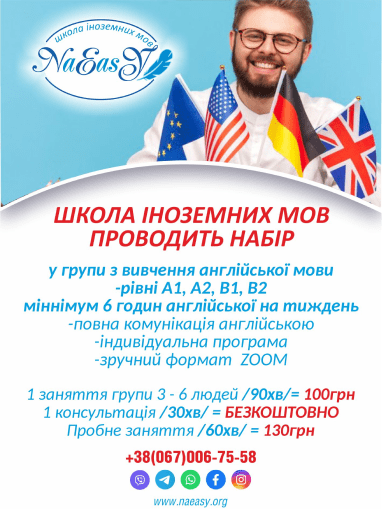 школа іноземних мов
NaEasy
ШКОЛА ІНОЗЕМНИХ МОВ
ПРОВОДИТЬ НАБІР
у групи з вивчення англійської мови
-рівні А1, А2, В1, В2
міннімум 6 годин англійської на тиждень
-повна комунікація англійською
-індивідуальна програма
-зручний формат ZOOM
1 заняття групи 3 - 6 людей /90хв/= 100грн
1 консультація /30хв/ = БЕЗКОШТОВНО
Пробне заняття /60хв/ = 130грн
+38(067)006-75-58
www.naeasy.org